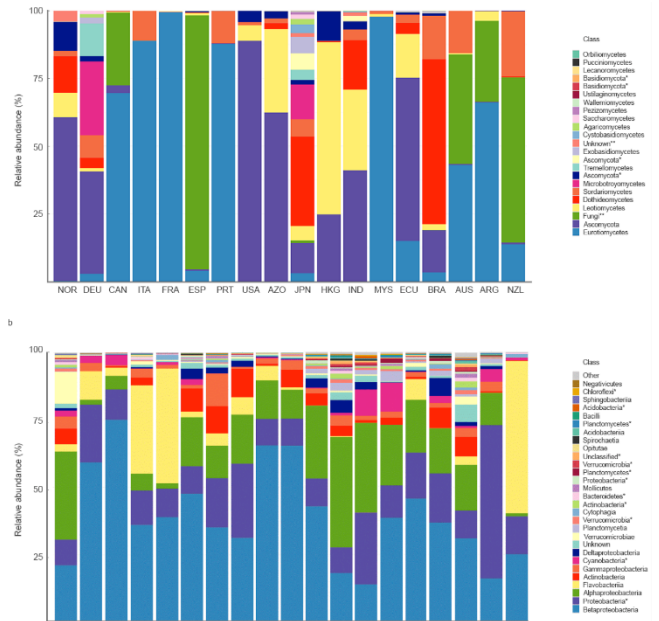 100
75
50
25
Relative abundance (%)
NOR DEU CAN ITA FRA ESP PRT USA AZO JPN HKG IND MYS ECU BRA AUS ARG NZL
Class
Orbiliomycetes
Pucciniomycetes
Lecanoromycetes
Basidiomycota*
Basidiomycota*
Ustilaginomycetes
Wallemiomycetes
Pezizomycetes
Saccharomycetes
Agaricomycetes
Cystobasidiomycetes
Unknown**
Exobasidiomycetes
Ascomycota*
Tremellomycetes
Ascomycota*
Microbotryomycetes
Sordariomycetes
Dothideomycetes
Leotiomycetes
Fungi**
Ascomycota
Eurotiomycetes
b
100
75
50
25
Relative abundance (%)
Class
Other
Negativicutes
Chloroflexi*
Sphingobacteria
Acidobacteria*
Bacilli
Planctomycetes*
Acidobacteria
Spirochaetia
Opitutae
Unclassified*
Verrucomicrobia*
Planctomycetes*
Proteobacteria*
Mollicutes
Bacteroidetes*
Actinobacteria*
Cytophagia
Verrucomicrobia*
Planctomycetia
Verrucomicrobiae
Unknown
Deltaproteobacteria
Cyanobacteria*
Gammaproteobacteria
Actinobacteria
Flavobacteriia
Alphaproteobacteria
Proteobacteria*
Betaproteobacteria